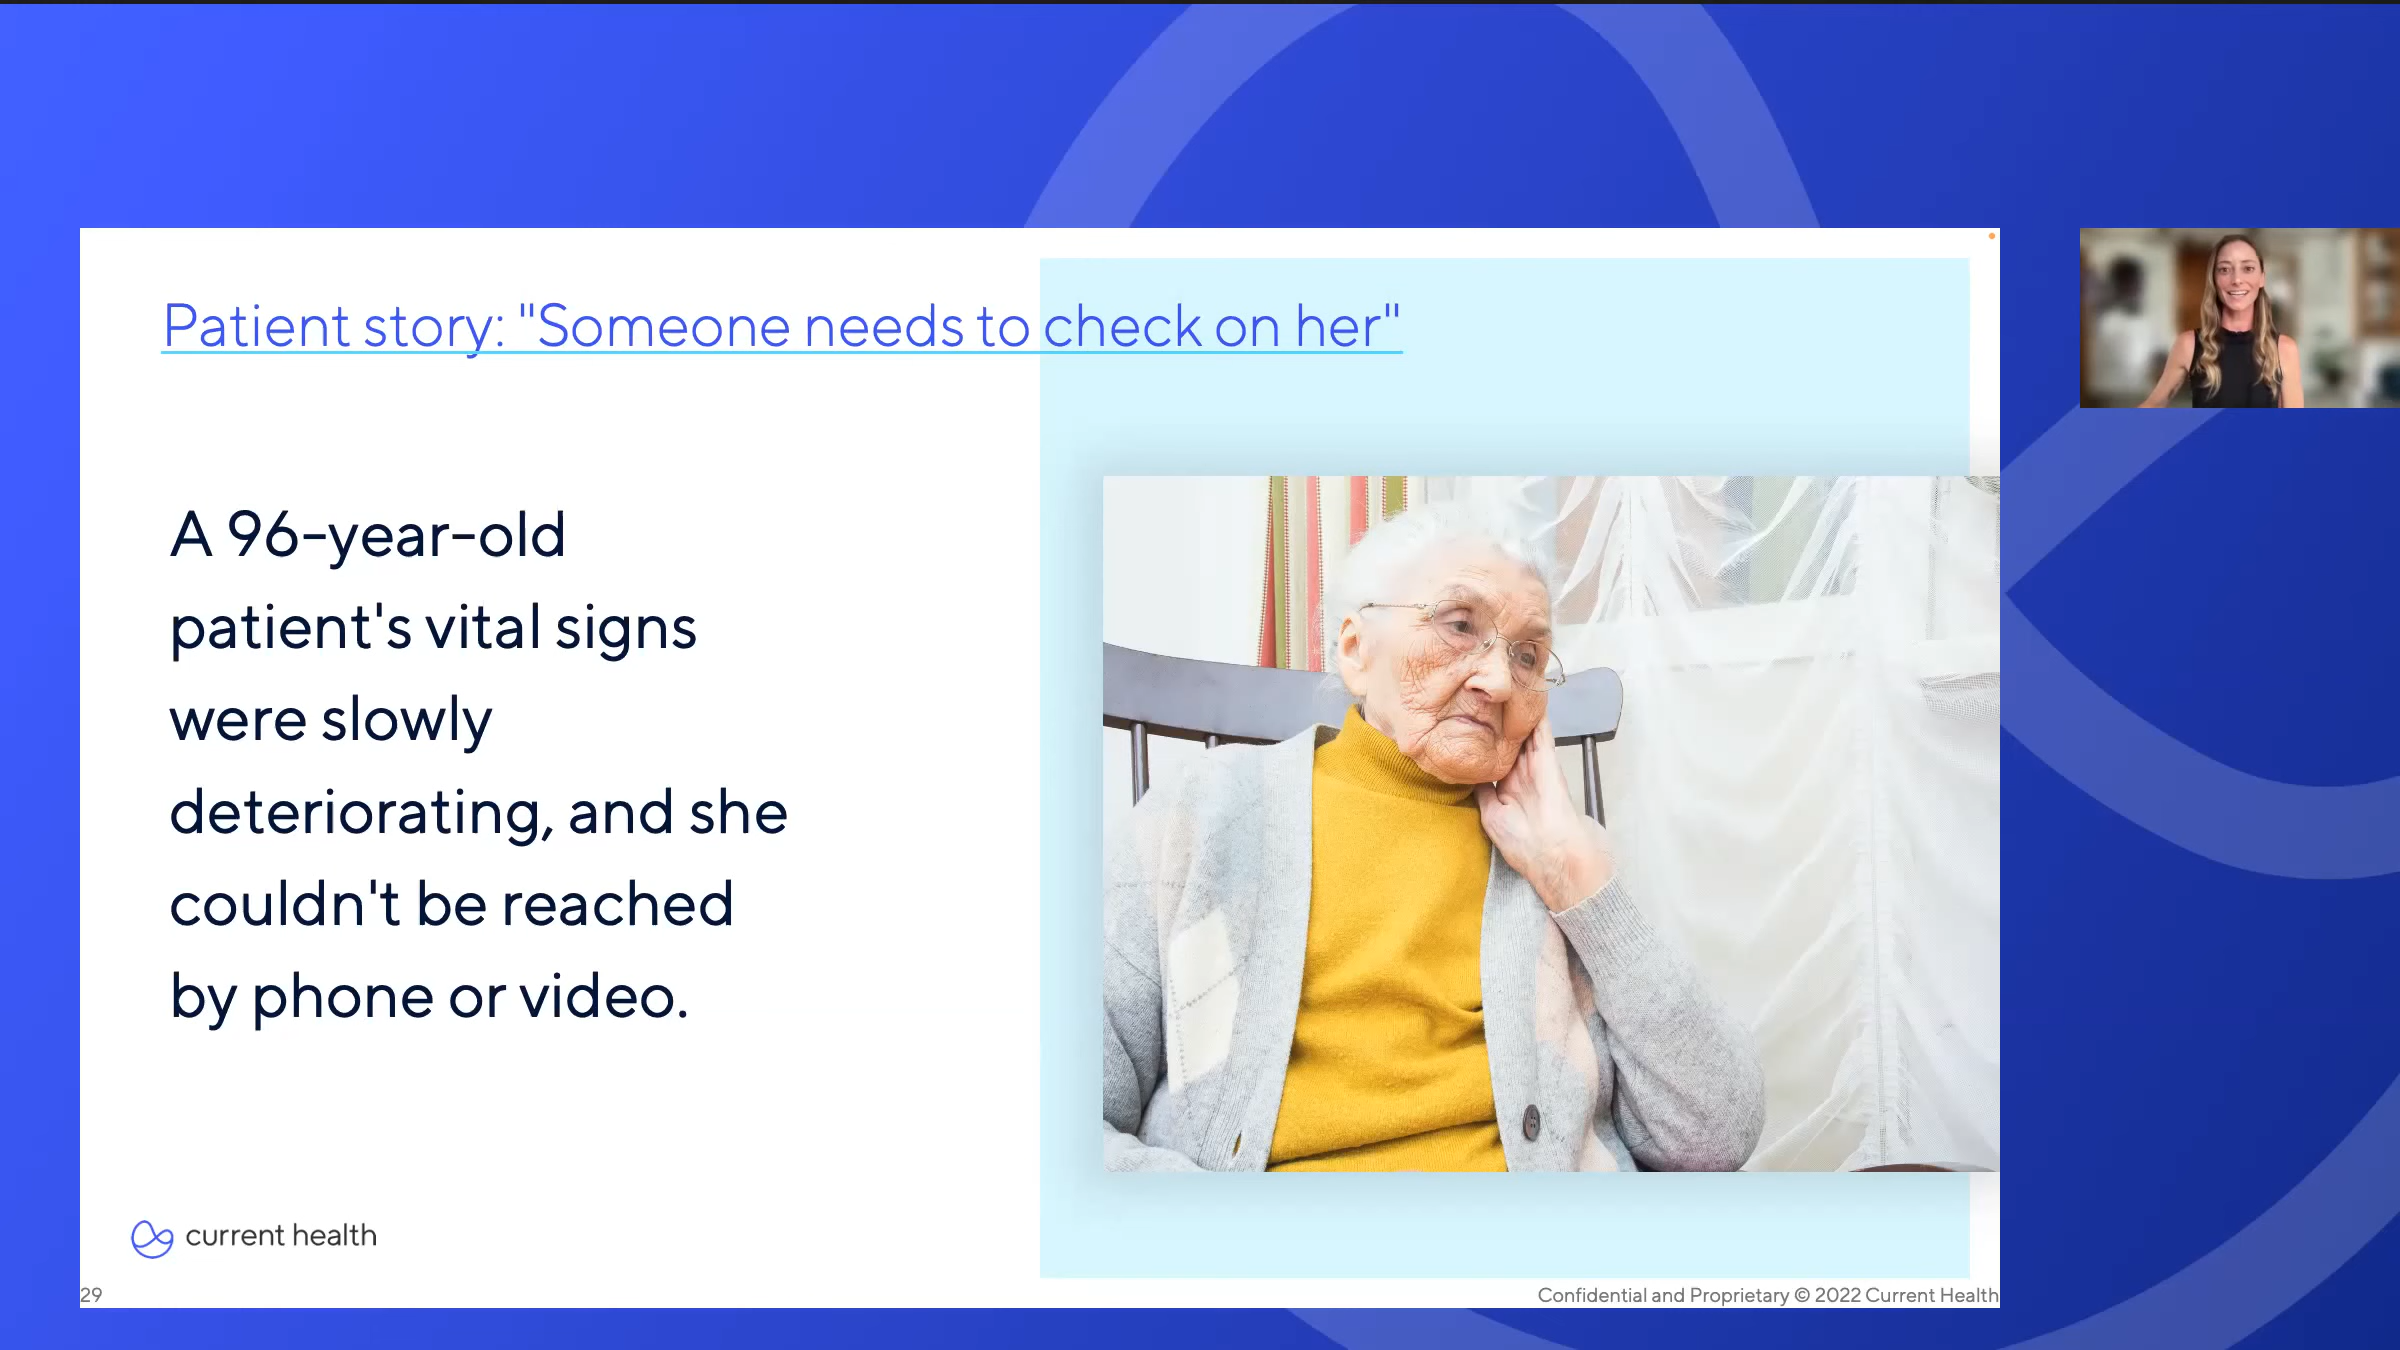 Patient story: "Someone needs to check on her"
A 96-year-old
patient's vital signs
were slowly
deteriorating, and she
couldn't be reached
by phone or video.
current health
29
Confidential and Proprietary © 2022 Current Health